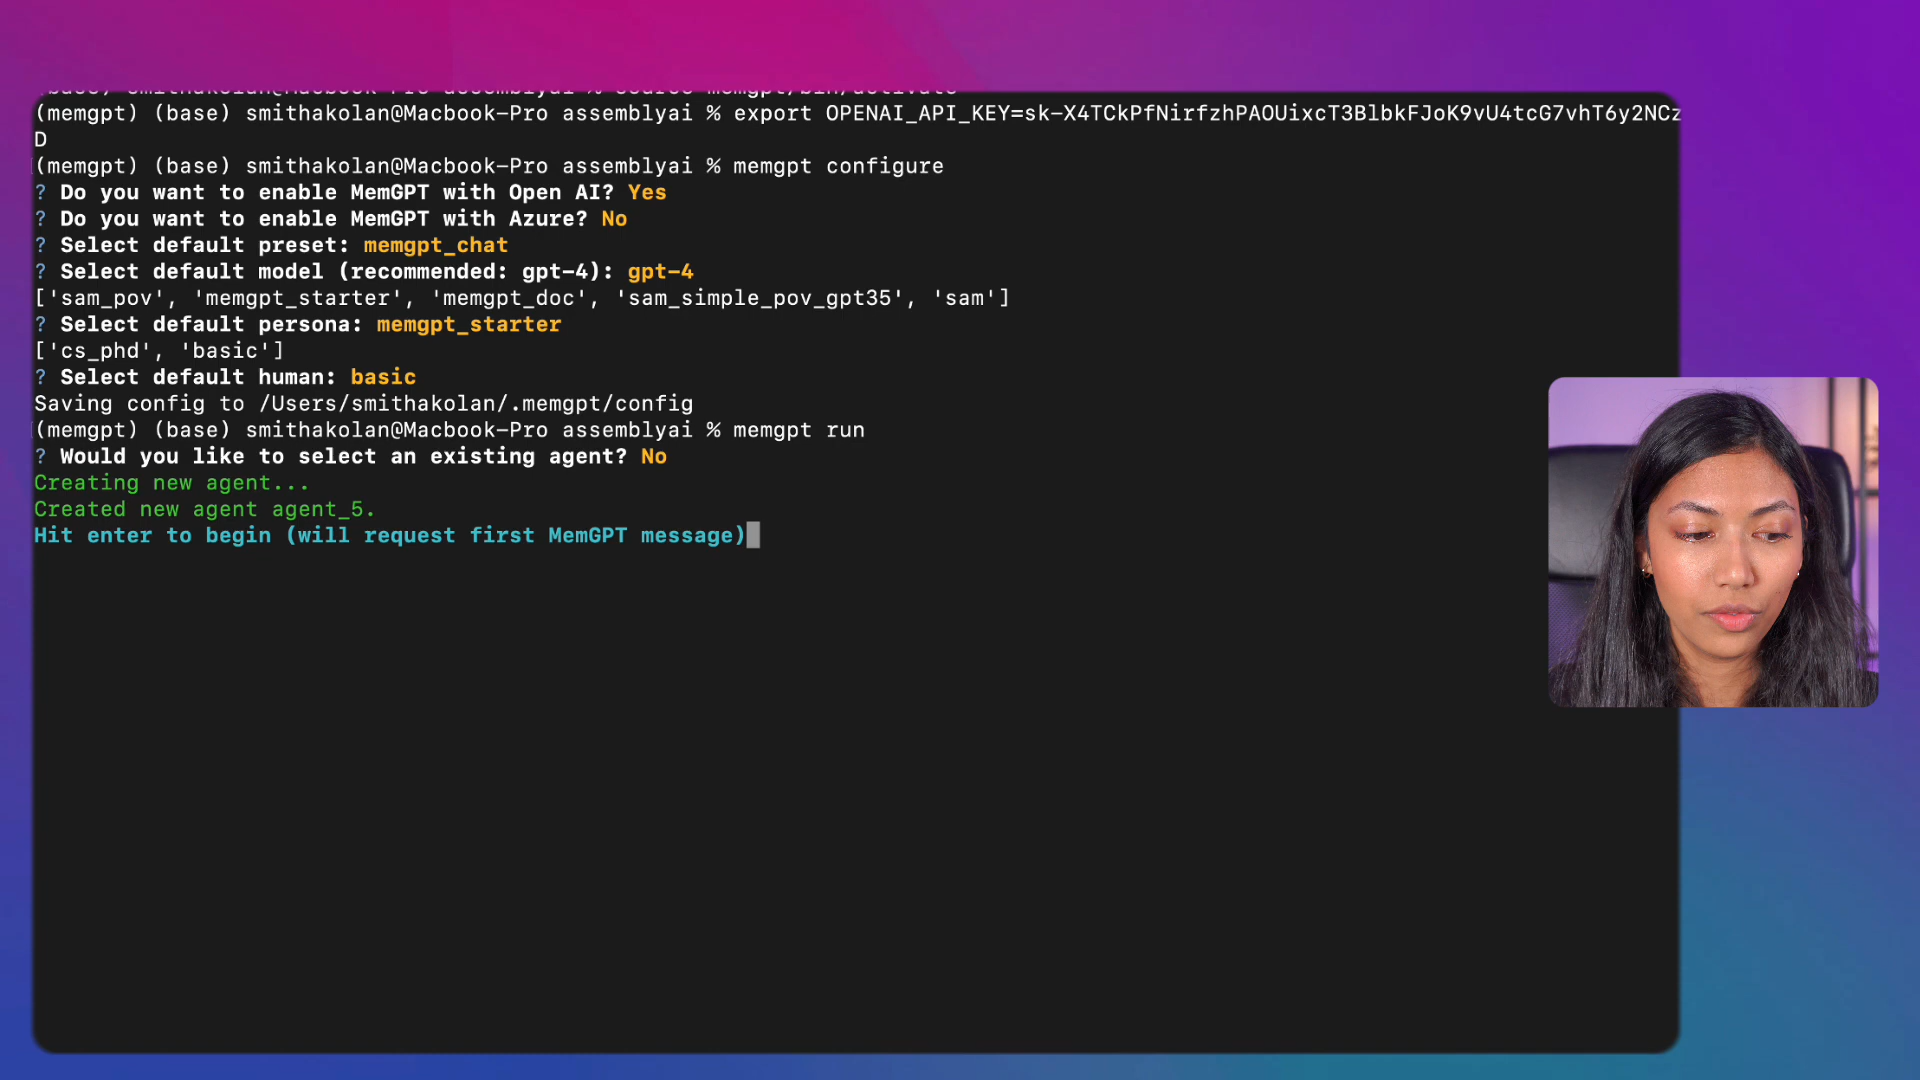 (memgpt) (base) smithakolan@Macbook-Pro assemblyai % export OPENAI_API_KEY=sk-X4TCkPfNirfzhPAOUixcT3BlbkFJoK9vU4tcG7vhT6y2NCz
D
(memgpt) (base) smithakolan@Macbook-Pro assemblyai % memgpt configure
? Do you want to enable MemGPT with Open AI? Yes
? Do you want to enable MemGPT with Azure? No
? Select default preset: memgpt_chat
? Select default model (recommended: gpt-4): gpt-4
['sam_pov', 'memgpt_starter', 'memgpt_doc', 'sam_simple_pov_gpt35', 'sam']
? Select default persona: memgpt_starter
['cs_phd', 'basic']
? Select default human: basic
Saving config to /Users/smithakolan/.memgpt/config
(memgpt) (base) smithakolan@Macbook-Pro assemblyai % memgpt run
? Would you like to select an existing agent? No
Creating new agent...
Created new agent agent_5.
Hit enter to begin (will request first MemGPT message)